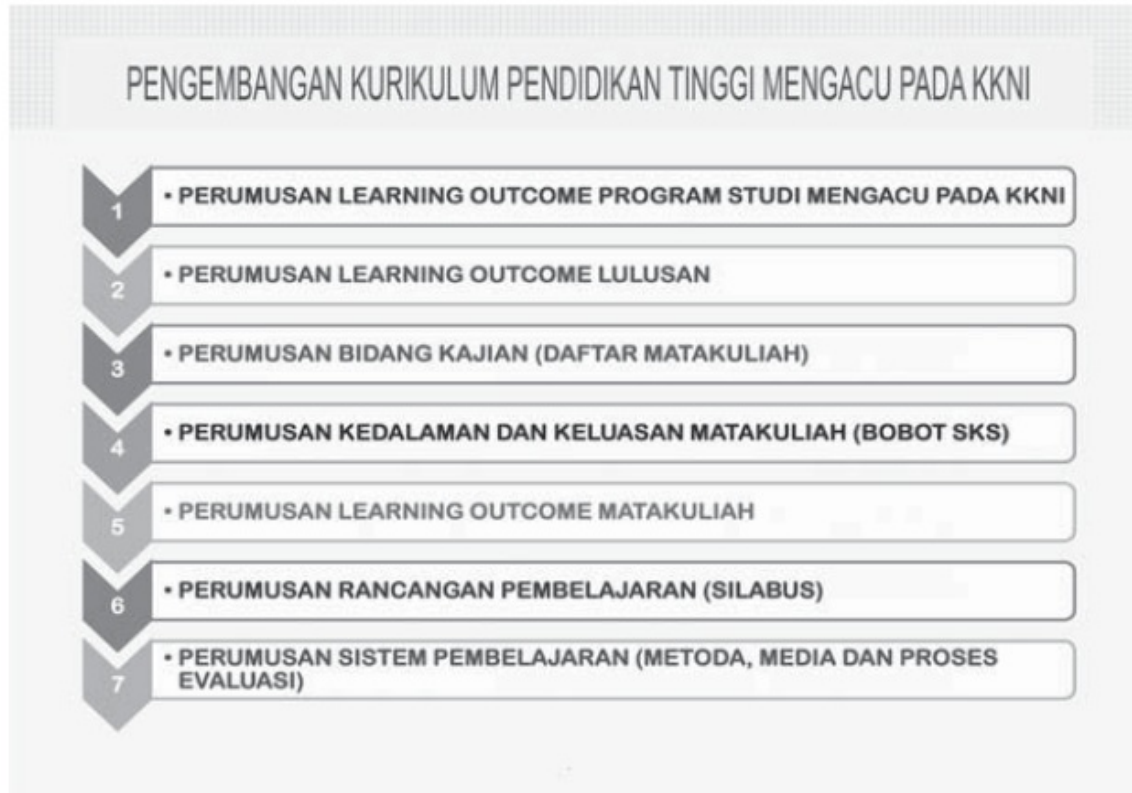 PENGEMBANGAN KURIKULUM PENDIDIKAN TINGGI MENGACU PADA KKNI
1
• PERUMUSAN LEARNING OUTCOME PROGRAM STUDI MENGACU PADA KKNI
2
• PERUMUSAN LEARNING OUTCOME LULUSAN
3
• PERUMUSAN BIDANG KAJIAN (DAFTAR MATAKULIAH)
4
• PERUMUSAN KEDALAMAN DAN KELUASAN MATAKULIAH (BOBOT SKS)
5
• PERUMUSAN LEARNING OUTCOME MATAKULIAH
6
• PERUMUSAN RANCANGAN PEMBELAJARAN (SILABUS)
7
• PERUMUSAN SISTEM PEMBELAJARAN (METODA, MEDIA DAN PROSES
EVALUASI)